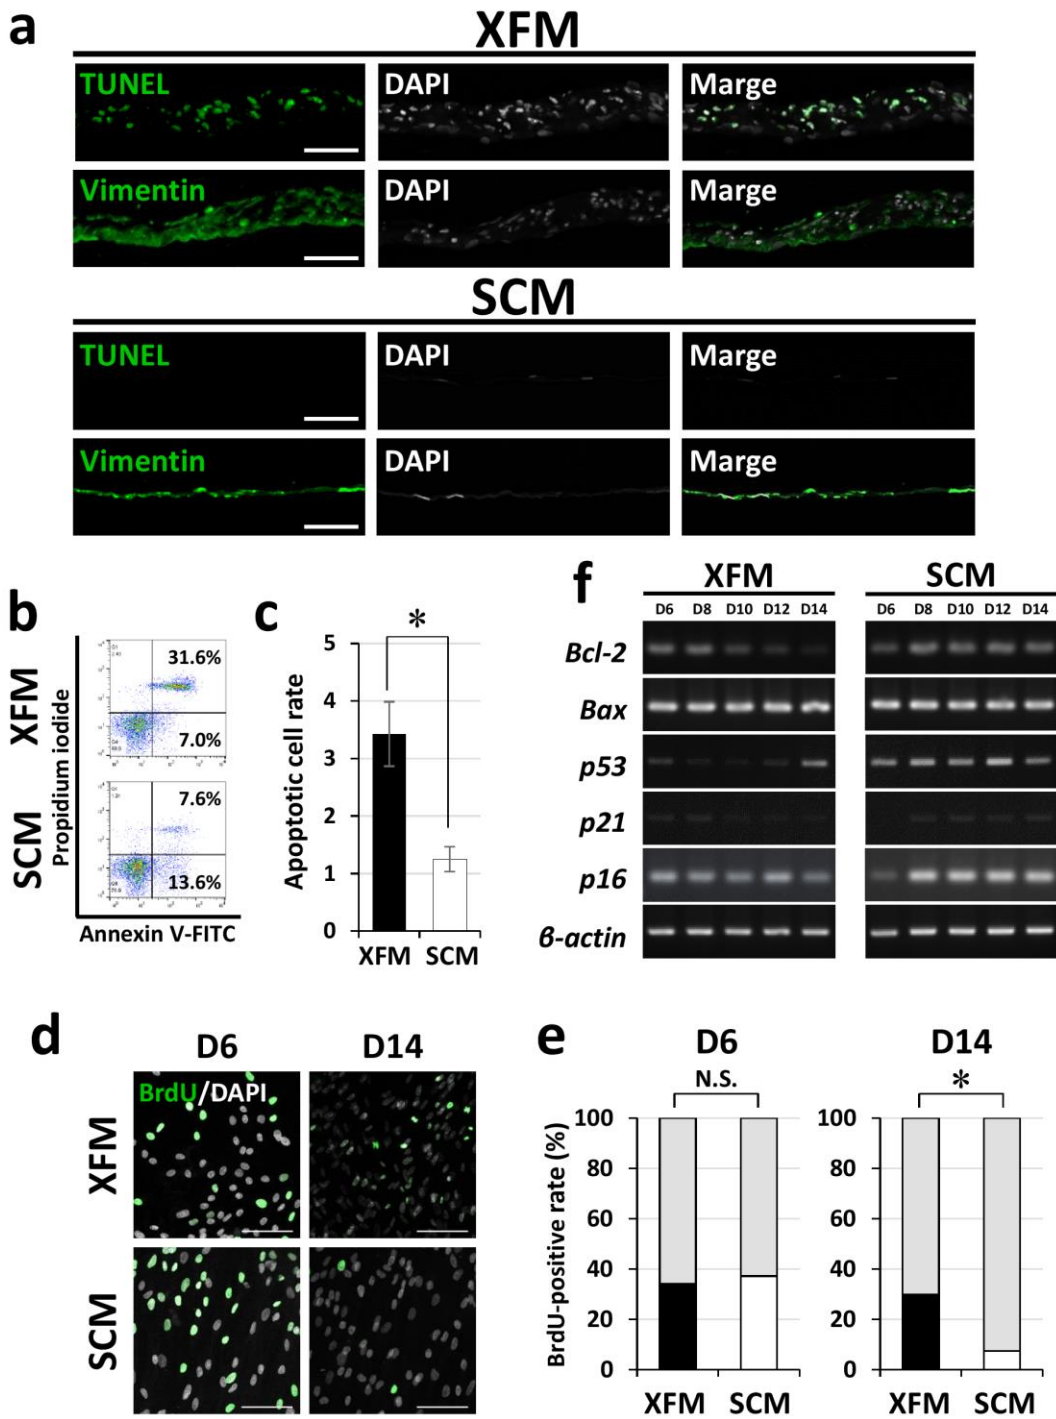 a
XFM
TUNEL DAPI Marge
Vimentin DAPI Marge
SCM
TUNEL DAPI Marge
Vimentin DAPI Marge
b
XFM
SCM
Propidium iodide
31.6%
7.0%
7.6%
13.6%
Annexin V-FITC
c
*
Apoptotic cell rate
5
4
3
2
1
0
XFM SCM
f
XFM SCM
D6 D8 D10 D12 D14 D6 D8 D10 D12 D14
Bcl-2
Bax
p53
p21
p16
β-actin
d
D6 D14
XFM
BrdU/DAPI
SCM
e
D6 D14
N.S. *
BrdU-positive rate (%)
100 100
80 80
60 60
40 40
20 20
0 0
XFM SCM XFM SCM